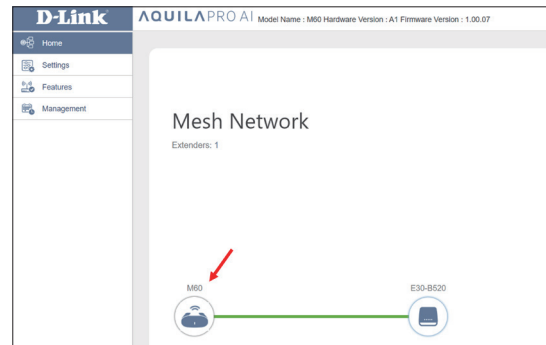 D-Link
AQUILA PRO AI Model Name : M60 Hardware Version : A1 Firmware Version : 1.00.07
Home
Settings
Features
Management
Mesh Network
Extenders: 1
M60
E30-B520